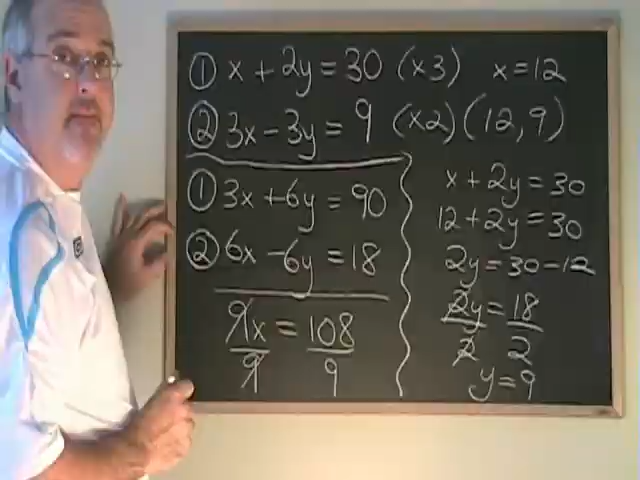 ① x + 2y = 30 (x3) x = 12
② 3x - 3y = 9 (x2) (12, 9)
① 3x + 6y = 90
② 6x - 6y = 18
9x = 108
9 9
x + 2y = 30
12 + 2y = 30
2y = 30 - 12
2y = 18
2 2
y = 9